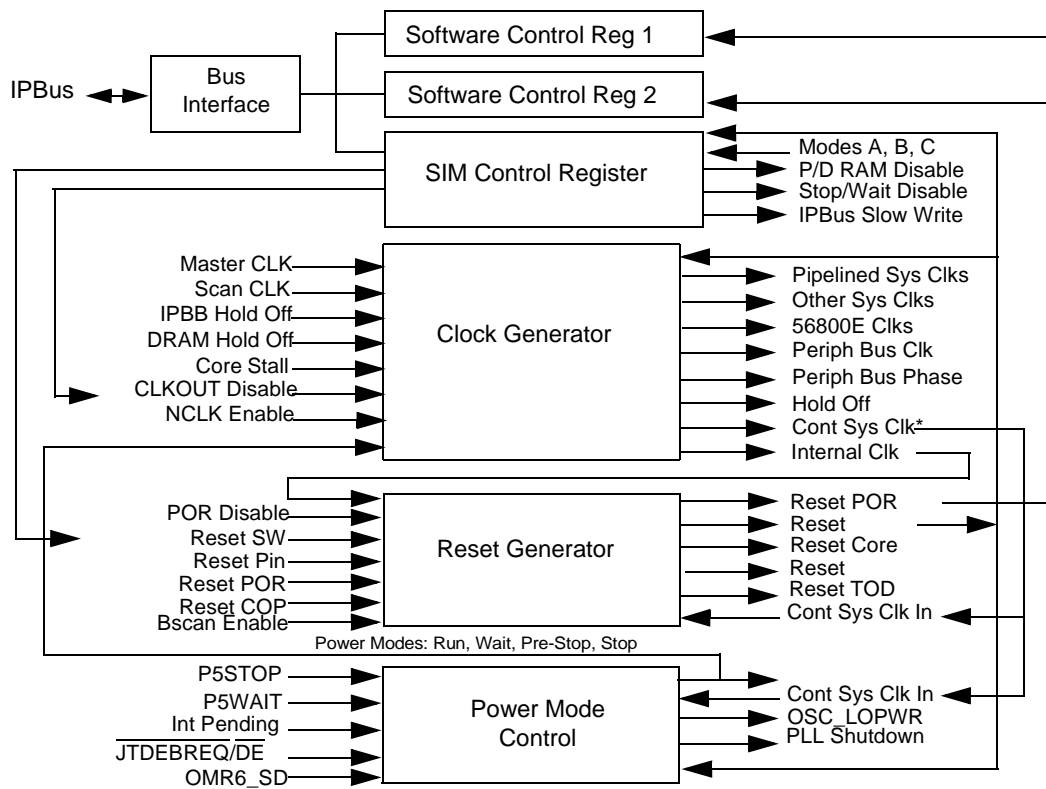 Software Control Reg 1
IPBus
Bus
Interface
Software Control Reg 2
SIM Control Register
Modes A, B, C
P/D RAM Disable
Stop/Wait Disable
IPBus Slow Write
Master CLK
Scan CLK
IPBB Hold Off
DRAM Hold Off
Core Stall
CLKOUT Disable
NCLK Enable
Clock Generator
Pipelined Sys Clks
Other Sys Clks
56800E Clks
Periph Bus Clk
Periph Bus Phase
Hold Off
Cont Sys Clk*
Internal Clk
POR Disable
Reset SW
Reset Pin
Reset POR
Reset COP
Bscan Enable
Reset Generator
Reset POR
Reset
Reset Core
Reset
Reset TOD
Cont Sys Clk In
Power Modes: Run, Wait, Pre-Stop, Stop
P5STOP
P5WAIT
Int Pending
JTDEBREQ/DE
OMR6_SD
Power Mode
Control
Cont Sys Clk In
OSC_LOPWR
PLL Shutdown